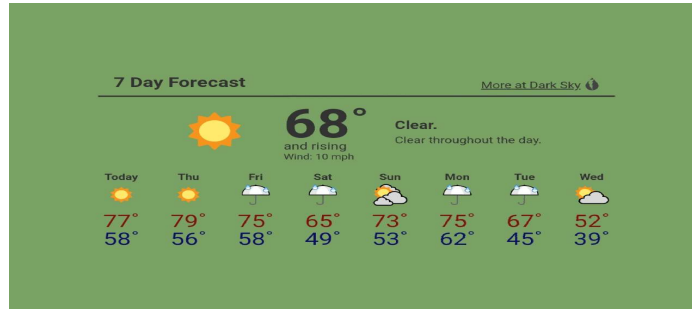 7 Day Forecast
More at Dark Sky
68°
and rising
Wind: 10 mph
Clear.
Clear throughout the day.
Today Thu Fri Sat Sun Mon Tue Wed
77° 79° 75° 65° 73° 75° 67° 52°
58° 56° 58° 49° 53° 62° 45° 39°